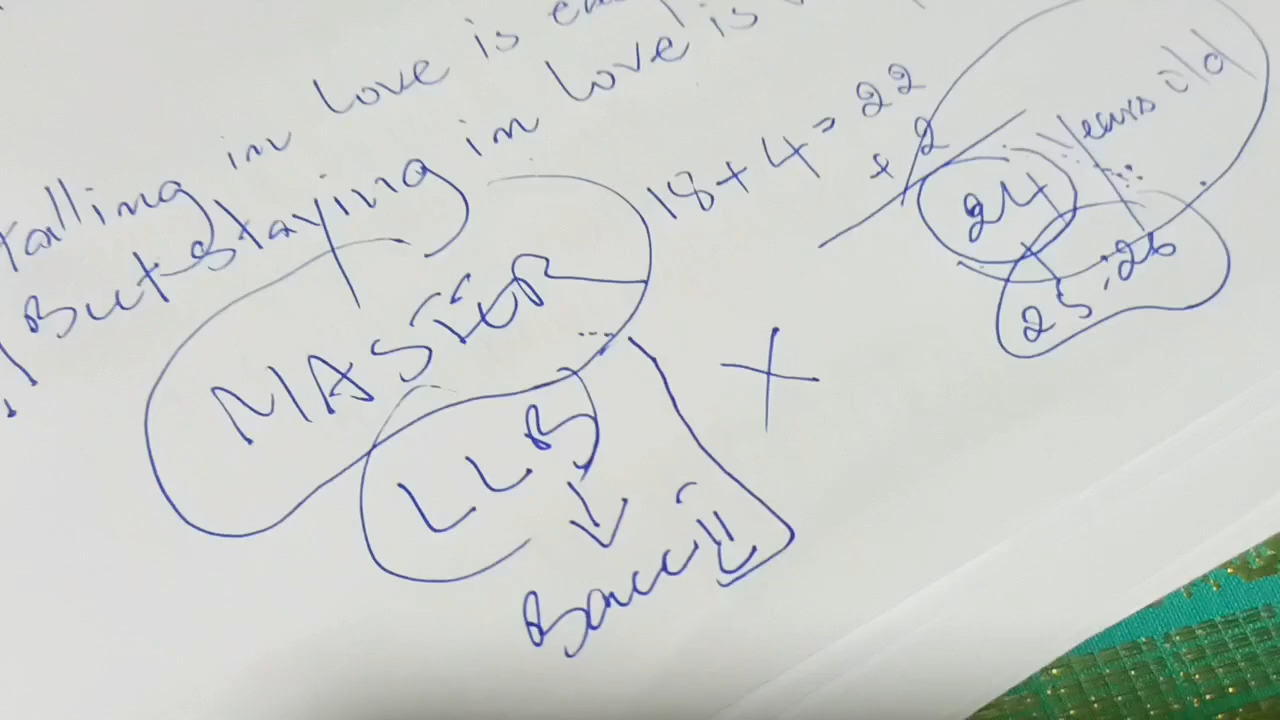 falling in love is
But staying in love is
18+4=22
+2
24 Years old
25,26
MASTER
LLB